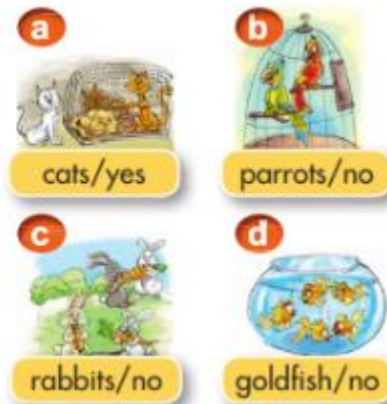 a
cats/yes
b
parrots/no
c
rabbits/no
d
goldfish/no